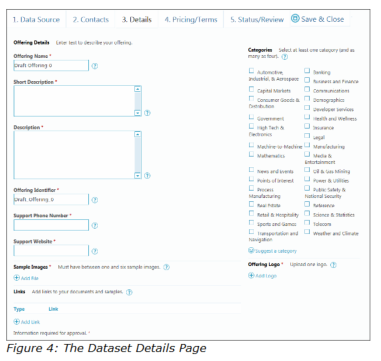 1. Data Source 2. Contacts 3. Details 4. Pricing/Terms 5. Status/Review Save & Close
Offering Details Enter text to describe your offering.
Offering Name *
Draft Offering 0
Short Description *
Description *
Offering Identifier *
Draft_Offering_0
Support Phone Number *
Support Website *
Sample Images * Must have between one and six sample images.
Add File
Links Add links to your documents and samples.
Type Link
Add Link
Information required for approval. *
Categories Select at least one category (and as many as four).
Automotive, Industrial, & Aerospace
Banking
Business and Finance
Capital Markets
Communications
Consumer Goods & Distribution
Demographics
Developer Services
Government
Health and Wellness
High Tech & Electronics
Insurance
Legal
Machine-to-Machine
Manufacturing
Mathematics
Media & Entertainment
News and Events
Oil & Gas Mining
Points of Interest
Power & Utilities
Process Manufacturing
Public Safety & National Security
Real Estate
Reference
Retail & Hospitality
Science & Statistics
Sports and Games
Telecom
Transportation and Navigation
Weather and Climate
Suggest a category
Offering Logo * Upload one logo.
Add Logo
Figure 4: The Dataset Details Page